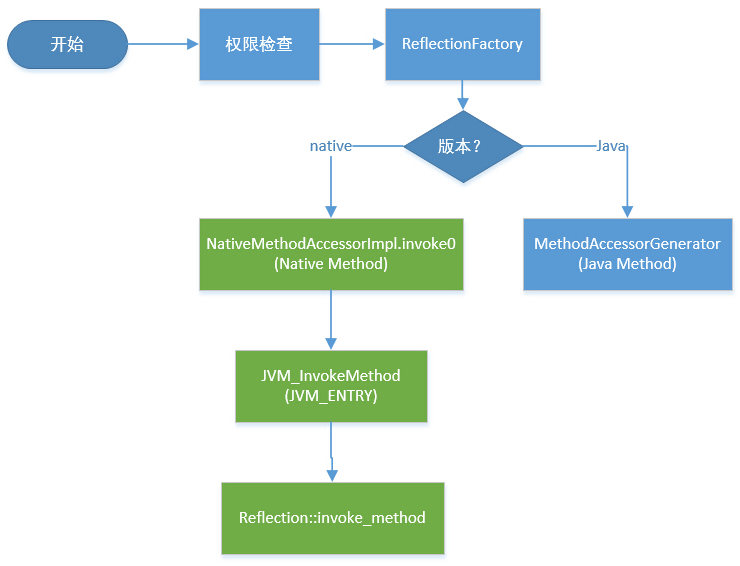 开始
权限检查
ReflectionFactory
版本？
native
Java
NativeMethodAccessorImpl.invoke0
(Native Method)
MethodAccessorGenerator
(Java Method)
JVM_InvokeMethod
(JVM_ENTRY)
Reflection::invoke_method